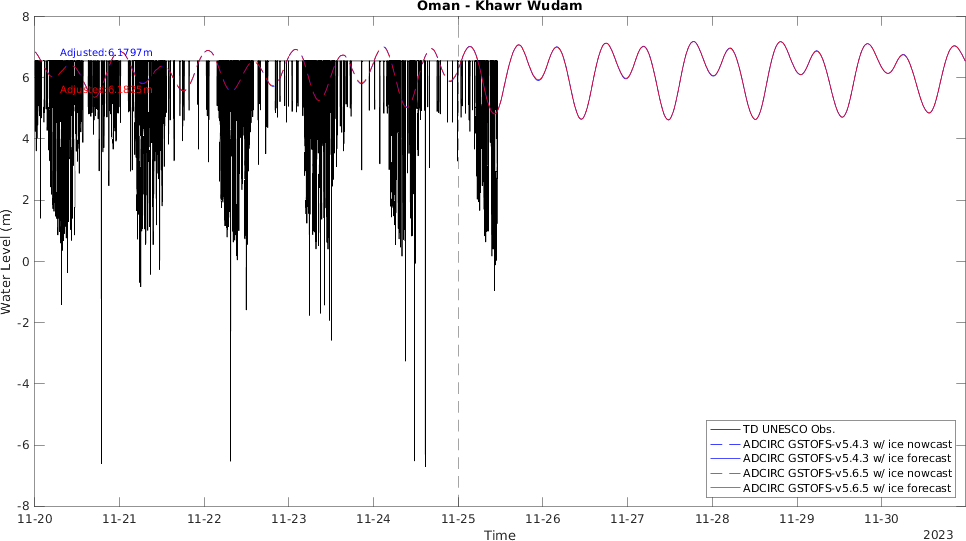 Oman - Khawr Wudam
Water Level (m)
8
6
4
2
0
-2
-4
-6
-8
Adjusted:6.1797m
11-20
11-21
11-22
11-23
11-24
11-25
11-26
11-27
11-28
11-29
11-30
Time
2023
TD UNESCO Obs.
ADCIRC GSTOFS-v5.4.3 w/ ice nowcast
ADCIRC GSTOFS-v5.4.3 w/ ice forecast
ADCIRC GSTOFS-v5.6.5 w/ ice nowcast
ADCIRC GSTOFS-v5.6.5 w/ ice forecast